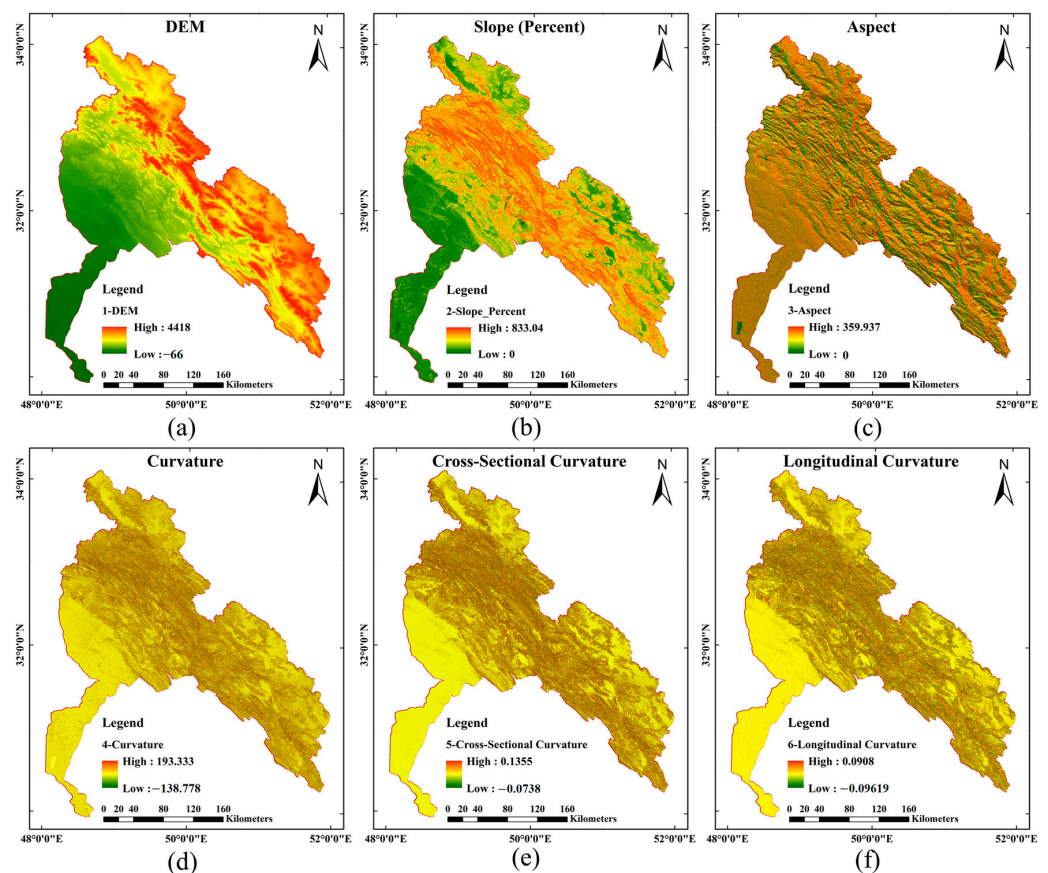 DEM
N
34°0'0"N
32°0'0"N
Legend
1-DEM
High : 4418
Low : −66
0 20 40 80 120 160
Kilometers
48°0'0"E 50°0'0"E 52°0'0"E
(a)
Slope (Percent)
N
34°0'0"N
32°0'0"N
Legend
2-Slope_Percent
High : 833.04
Low : 0
0 20 40 80 120 160
Kilometers
48°0'0"E 50°0'0"E 52°0'0"E
(b)
Aspect
N
34°0'0"N
32°0'0"N
Legend
3-Aspect
High : 359.937
Low : 0
0 20 40 80 120 160
Kilometers
48°0'0"E 50°0'0"E 52°0'0"E
(c)
Curvature
N
34°0'0"N
32°0'0"N
Legend
4-Curvature
High : 193.333
Low : −138.778
0 20 40 80 120 160
Kilometers
48°0'0"E 50°0'0"E 52°0'0"E
(d)
Cross-Sectional Curvature
N
34°0'0"N
32°0'0"N
Legend
5-Cross-Sectional Curvature
High : 0.1355
Low : −0.0738
0 20 40 80 120 160
Kilometers
48°0'0"E 50°0'0"E 52°0'0"E
(e)
Longitudinal Curvature
N
34°0'0"N
32°0'0"N
Legend
6-Longitudinal Curvature
High : 0.0908
Low : −0.09619
0 20 40 80 120 160
Kilometers
48°0'0"E 50°0'0"E 52°0'0"E
(f)